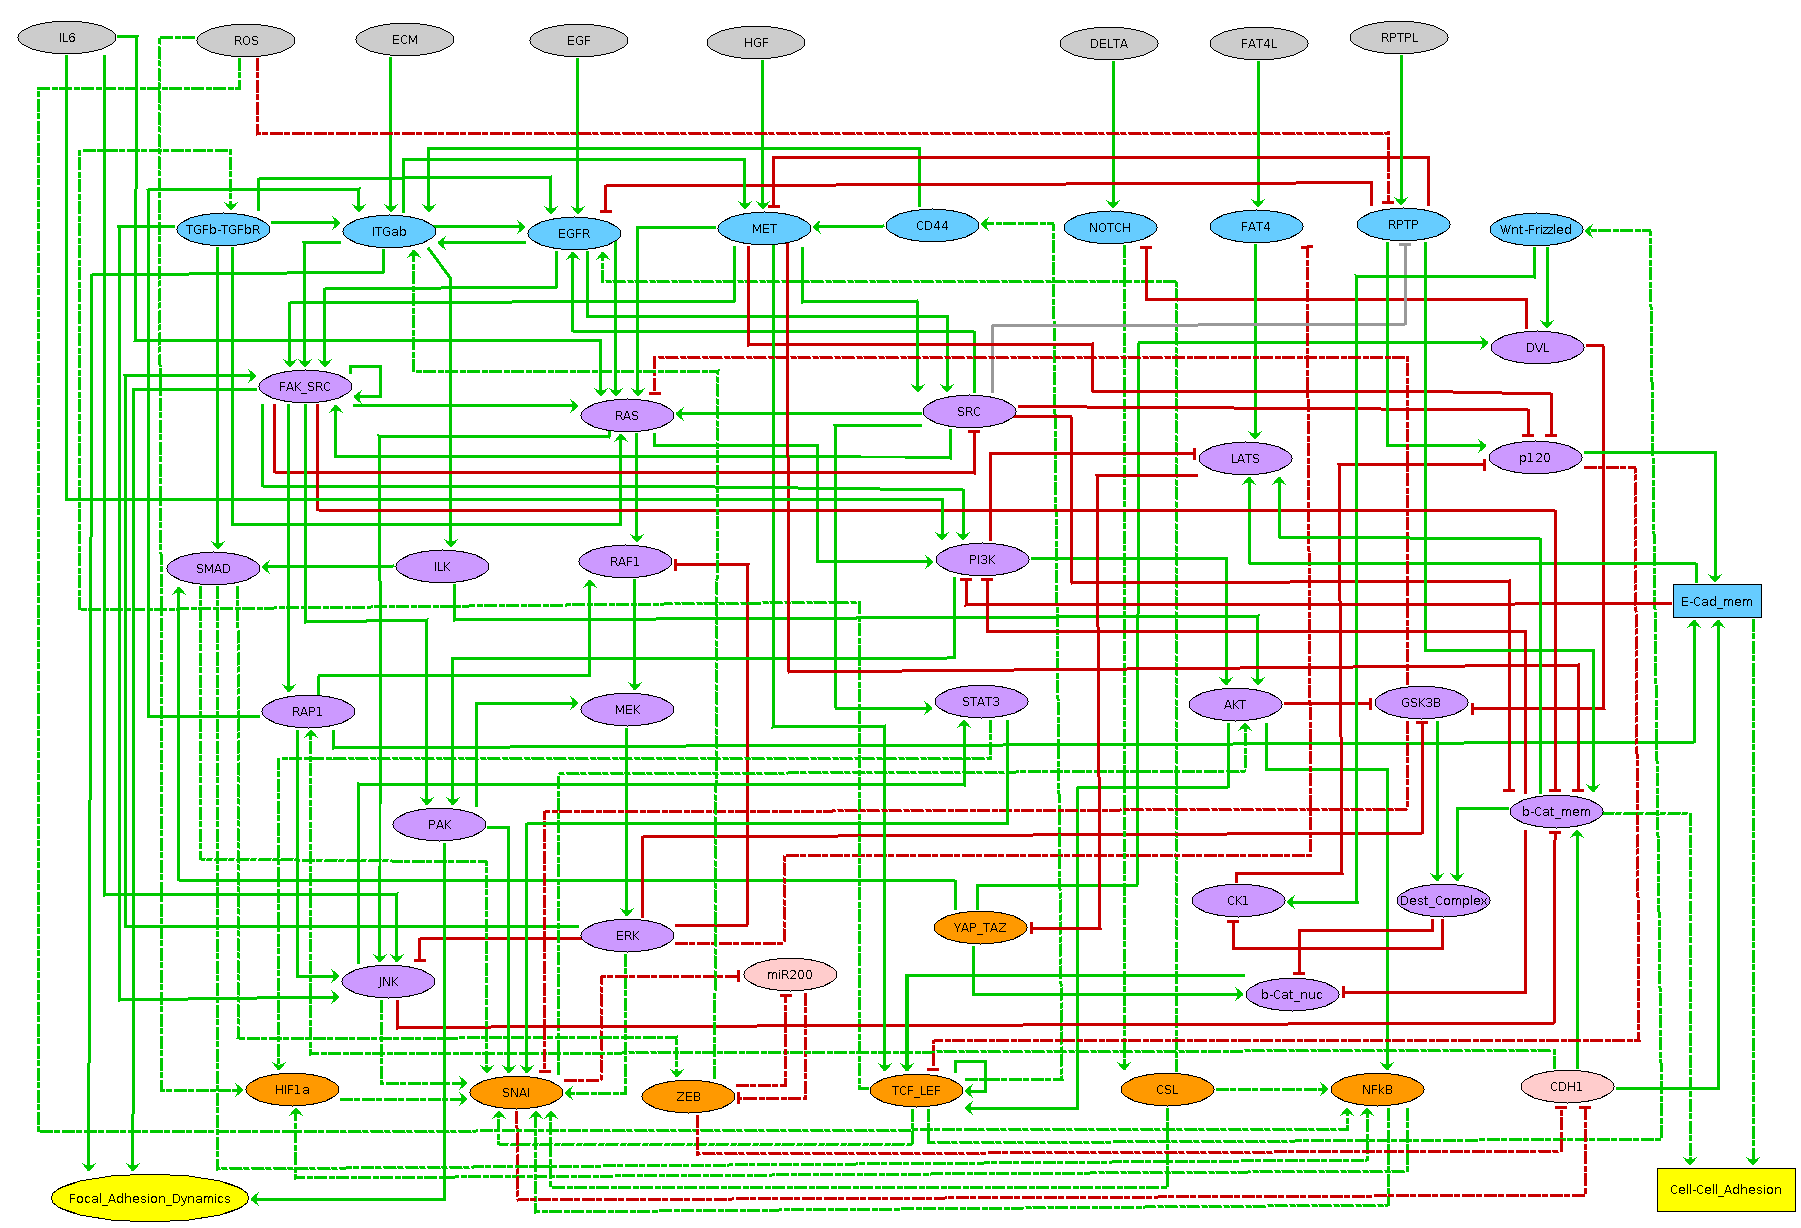 IL6
ROS
ECM
EGF
HGF
DELTA
FAT4L
RPTPL
TGFb-TGFbR
ITGab
EGFR
MET
CD44
NOTCH
FAT4
RPTP
Wnt-Frizzled
DVL
FAK_SRC
RAS
SRC
LATS
p120
SMAD
ILK
RAF1
PI3K
E-Cad_mem
RAP1
MEK
STAT3
AKT
GSK3B
PAK
b-Cat_mem
CK1
Dest_Complex
ERK
YAP_TAZ
JNK
miR200
b-Cat_nuc
HIF1a
SNAI
ZEB
TCF_LEF
CSL
NFkB
CDH1
Focal_Adhesion_Dynamics
Cell-Cell_Adhesion